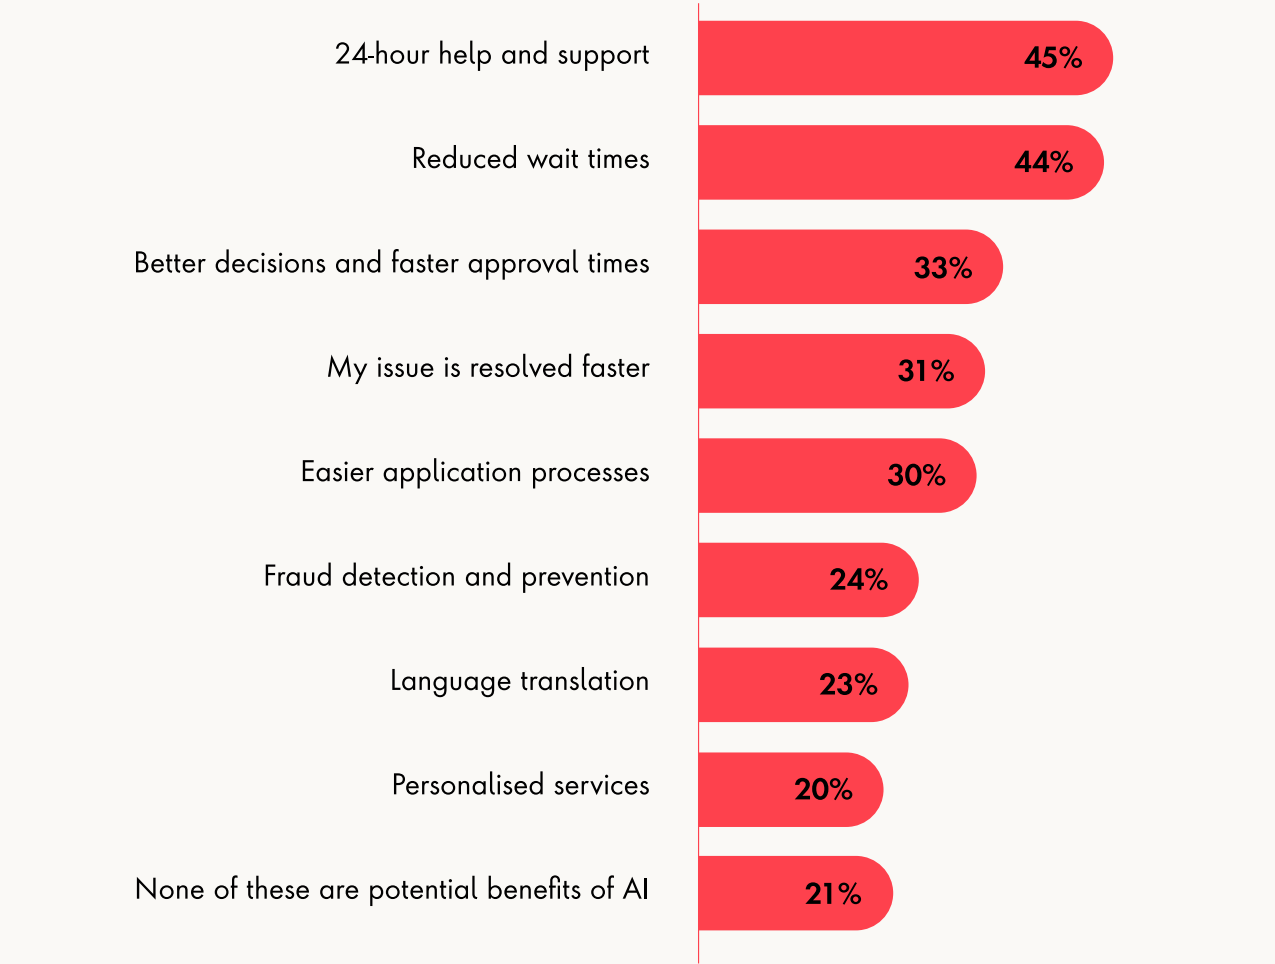 24-hour help and support
45%
Reduced wait times
44%
Better decisions and faster approval times
33%
My issue is resolved faster
31%
Easier application processes
30%
Fraud detection and prevention
24%
Language translation
23%
Personalised services
20%
None of these are potential benefits of AI
21%